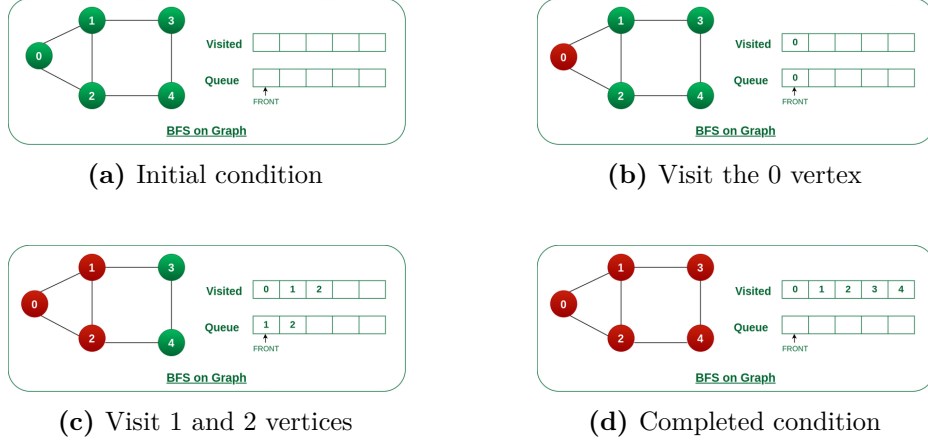 1 3
0
2 4
Visited
Queue
FRONT
BFS on Graph
(a) Initial condition
1 3
0
2 4
Visited 0
Queue 0
FRONT
BFS on Graph
(b) Visit the 0 vertex
1 3
0
2 4
Visited 0 1 2
Queue 1 2
FRONT
BFS on Graph
(c) Visit 1 and 2 vertices
1 3
0
2 4
Visited 0 1 2 3 4
Queue
FRONT
BFS on Graph
(d) Completed condition